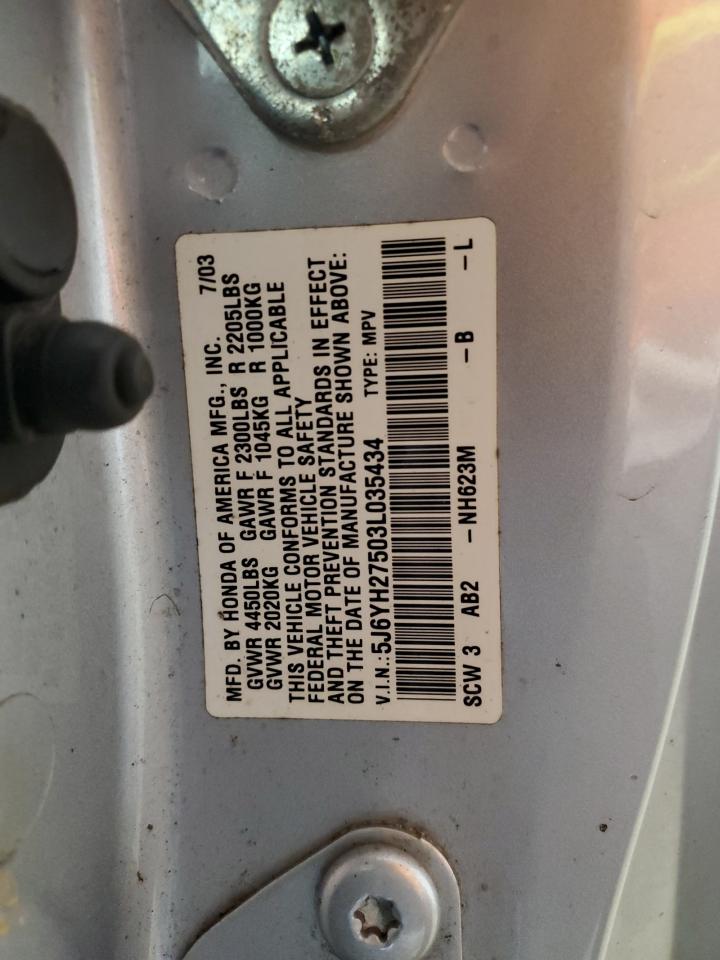 MFD. BY HONDA OF AMERICA MFG., INC. 7/03
GVWR 4450LBS GAWR F 2300LBS R 2205LBS
GVWR 2020KG GAWR F 1045KG R 1000KG
THIS VEHICLE CONFORMS TO ALL APPLICABLE
FEDERAL MOTOR VEHICLE SAFETY
AND THEFT PREVENTION STANDARDS IN EFFECT
ON THE DATE OF MANUFACTURE SHOWN ABOVE:
V.I.N.:5J6YH27503L035434 TYPE: MPV
SCW 3 AB2 -NH623M -B -L